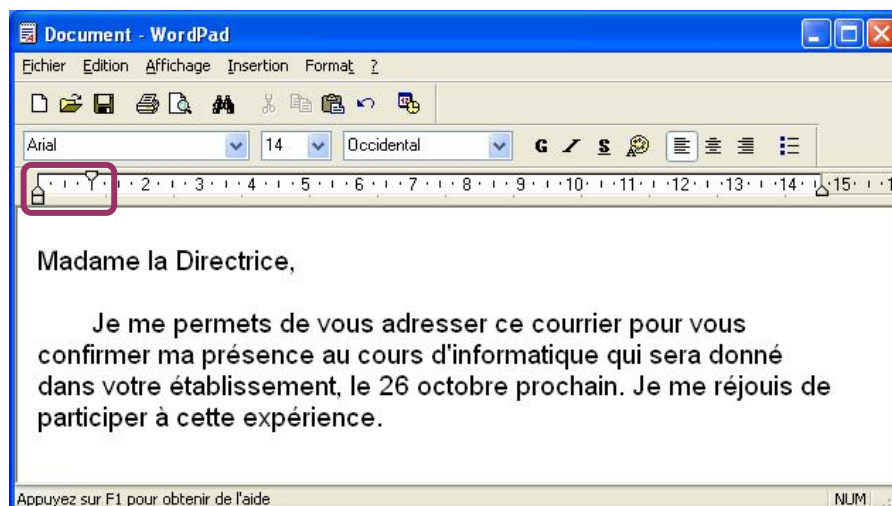 Document - WordPad
Fichier Edition Affichage Insertion Format ?
Arial 14 Occidental G I S
2 3 4 5 6 7 8 9 10 11 12 13 14 15 1
Madame la Directrice,
Je me permets de vous adresser ce courrier pour vous
confirmer ma présence au cours d'informatique qui sera donné
dans votre établissement, le 26 octobre prochain. Je me réjouis de
participer à cette expérience.
Appuyez sur F1 pour obtenir de l'aide NUM